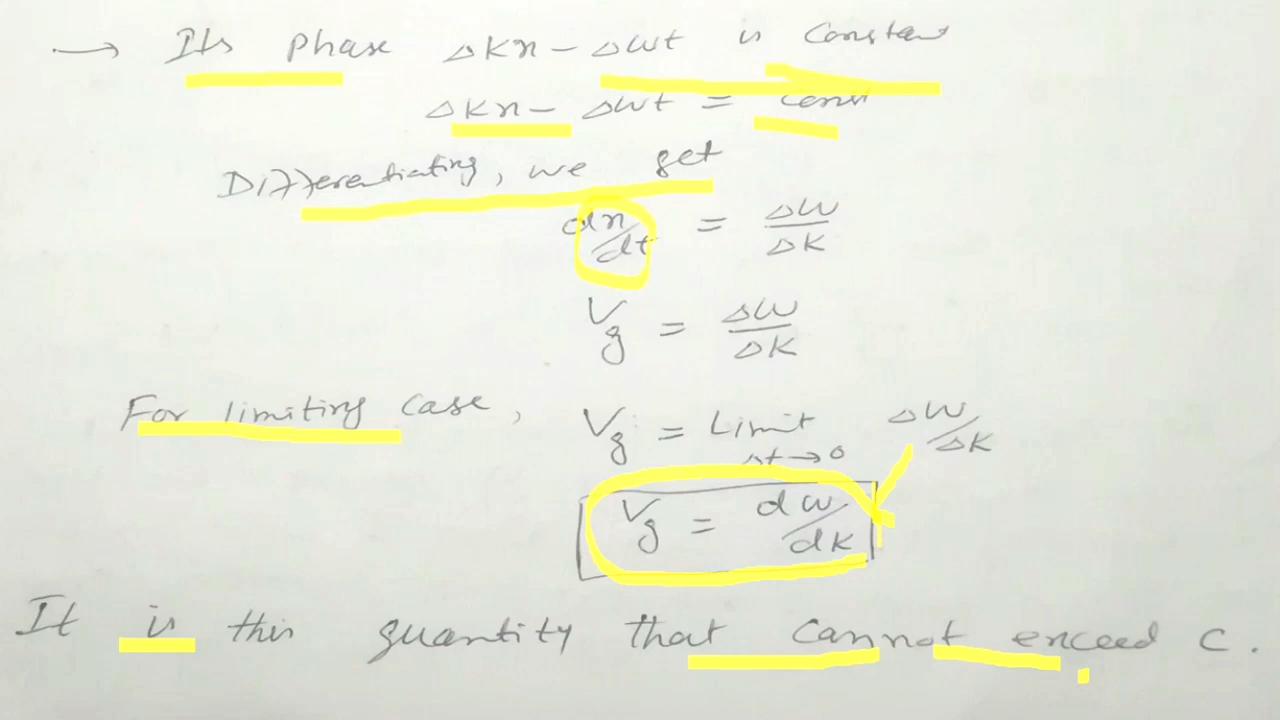 → Its phase ΔKx - Δωt is constant
ΔKx - Δωt = const
Differentiating, we get
dx/dt = Δω/ΔK
Vg = Δω/ΔK
For limiting case, Vg = Limit Δt→0 Δω/ΔK
Vg = dω/dK
It is this quantity that cannot exceed C.